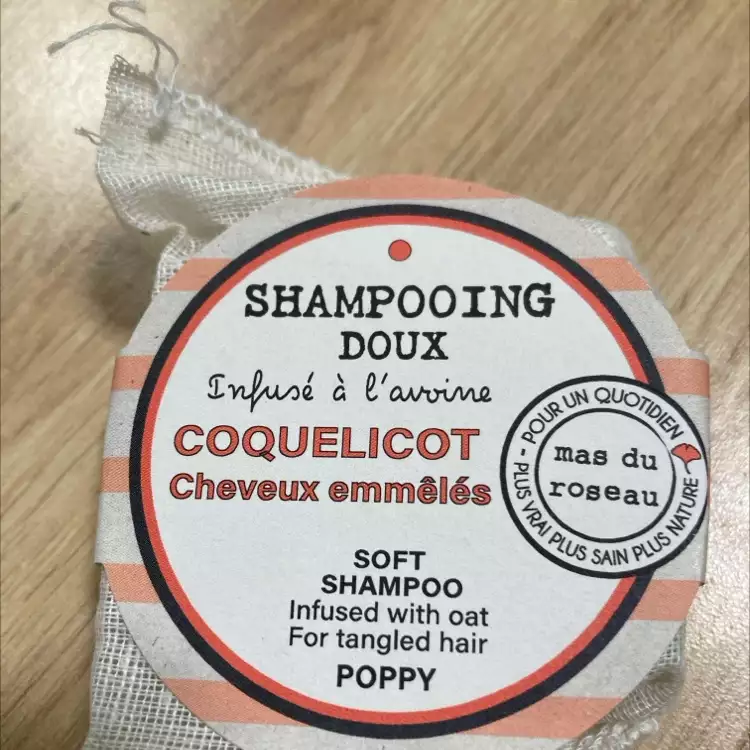 SHAMPOOING
DOUX
Infusé à l'avoine
COQUELICOT
Cheveux emmêlés
SOFT
SHAMPOO
Infused with oat
For tangled hair
POPPY
POUR UN QUOTIDIEN
mas du
roseau
- PLUS VRAI PLUS SAIN PLUS NATURE -